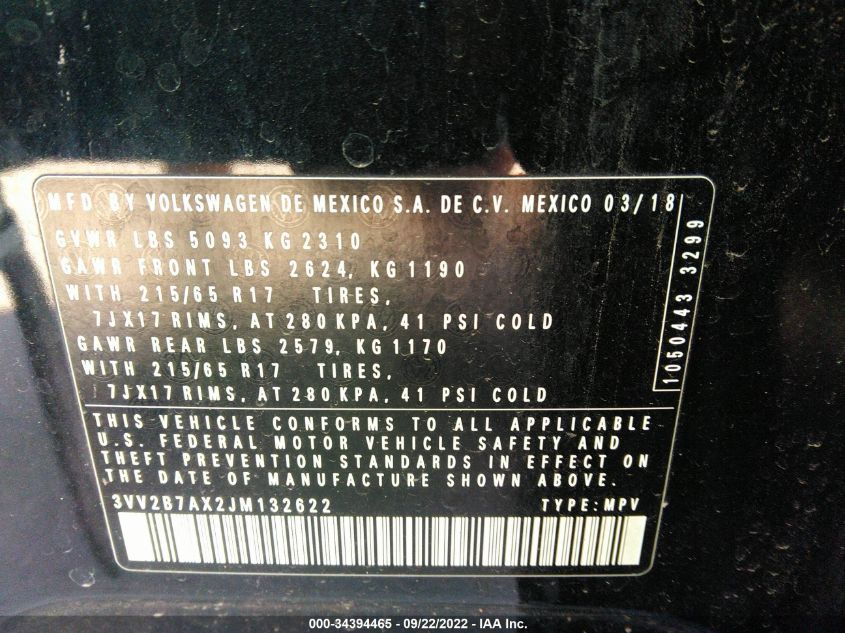 MFD BY VOLKSWAGEN DE MEXICO S.A. DE C.V. MEXICO 03/18
GVWR LBS 5093 KG 2310
GAWR FRONT LBS 2624, KG 1190
WITH 215/65 R17 TIRES,
7JX17 RIMS, AT 280 KPA, 41 PSI COLD
GAWR REAR LBS 2579, KG 1170
WITH 215/65 R17 TIRES,
7JX17 RIMS, AT 280 KPA, 41 PSI COLD
1050443 3299
THIS VEHICLE CONFORMS TO ALL APPLICABLE
U.S. FEDERAL MOTOR VEHICLE SAFETY AND
THEFT PREVENTION STANDARDS IN EFFECT ON
THE DATE OF MANUFACTURE SHOWN ABOVE.
3VV2B7AX2JM132622 TYPE: MPV
000-34394465 - 09/22/2022 - IAA Inc.